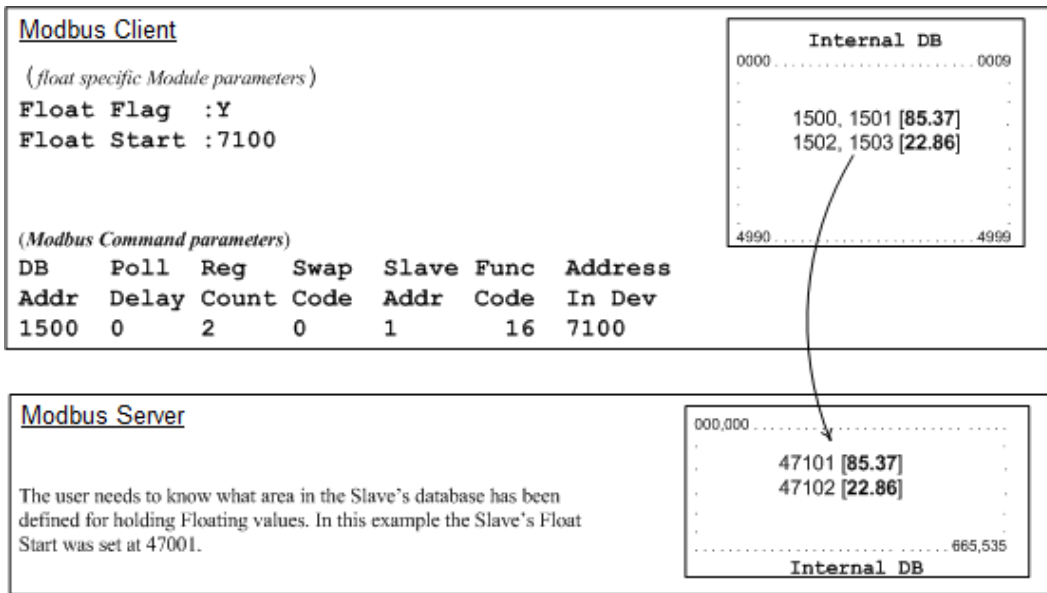 Modbus Client
(float specific Module parameters)
Float Flag :Y
Float Start :7100
(Modbus Command parameters)
DB Poll Reg Swap Slave Func Address
Addr Delay Count Code Addr Code In Dev
1500 0 2 0 1 16 7100
Internal DB
0000 0009
1500, 1501 [85.37]
1502, 1503 [22.86]
4990 4999
Modbus Server
The user needs to know what area in the Slave's database has been
defined for holding Floating values. In this example the Slave's Float
Start was set at 47001.
000,000
47101 [85.37]
47102 [22.86]
665,535
Internal DB